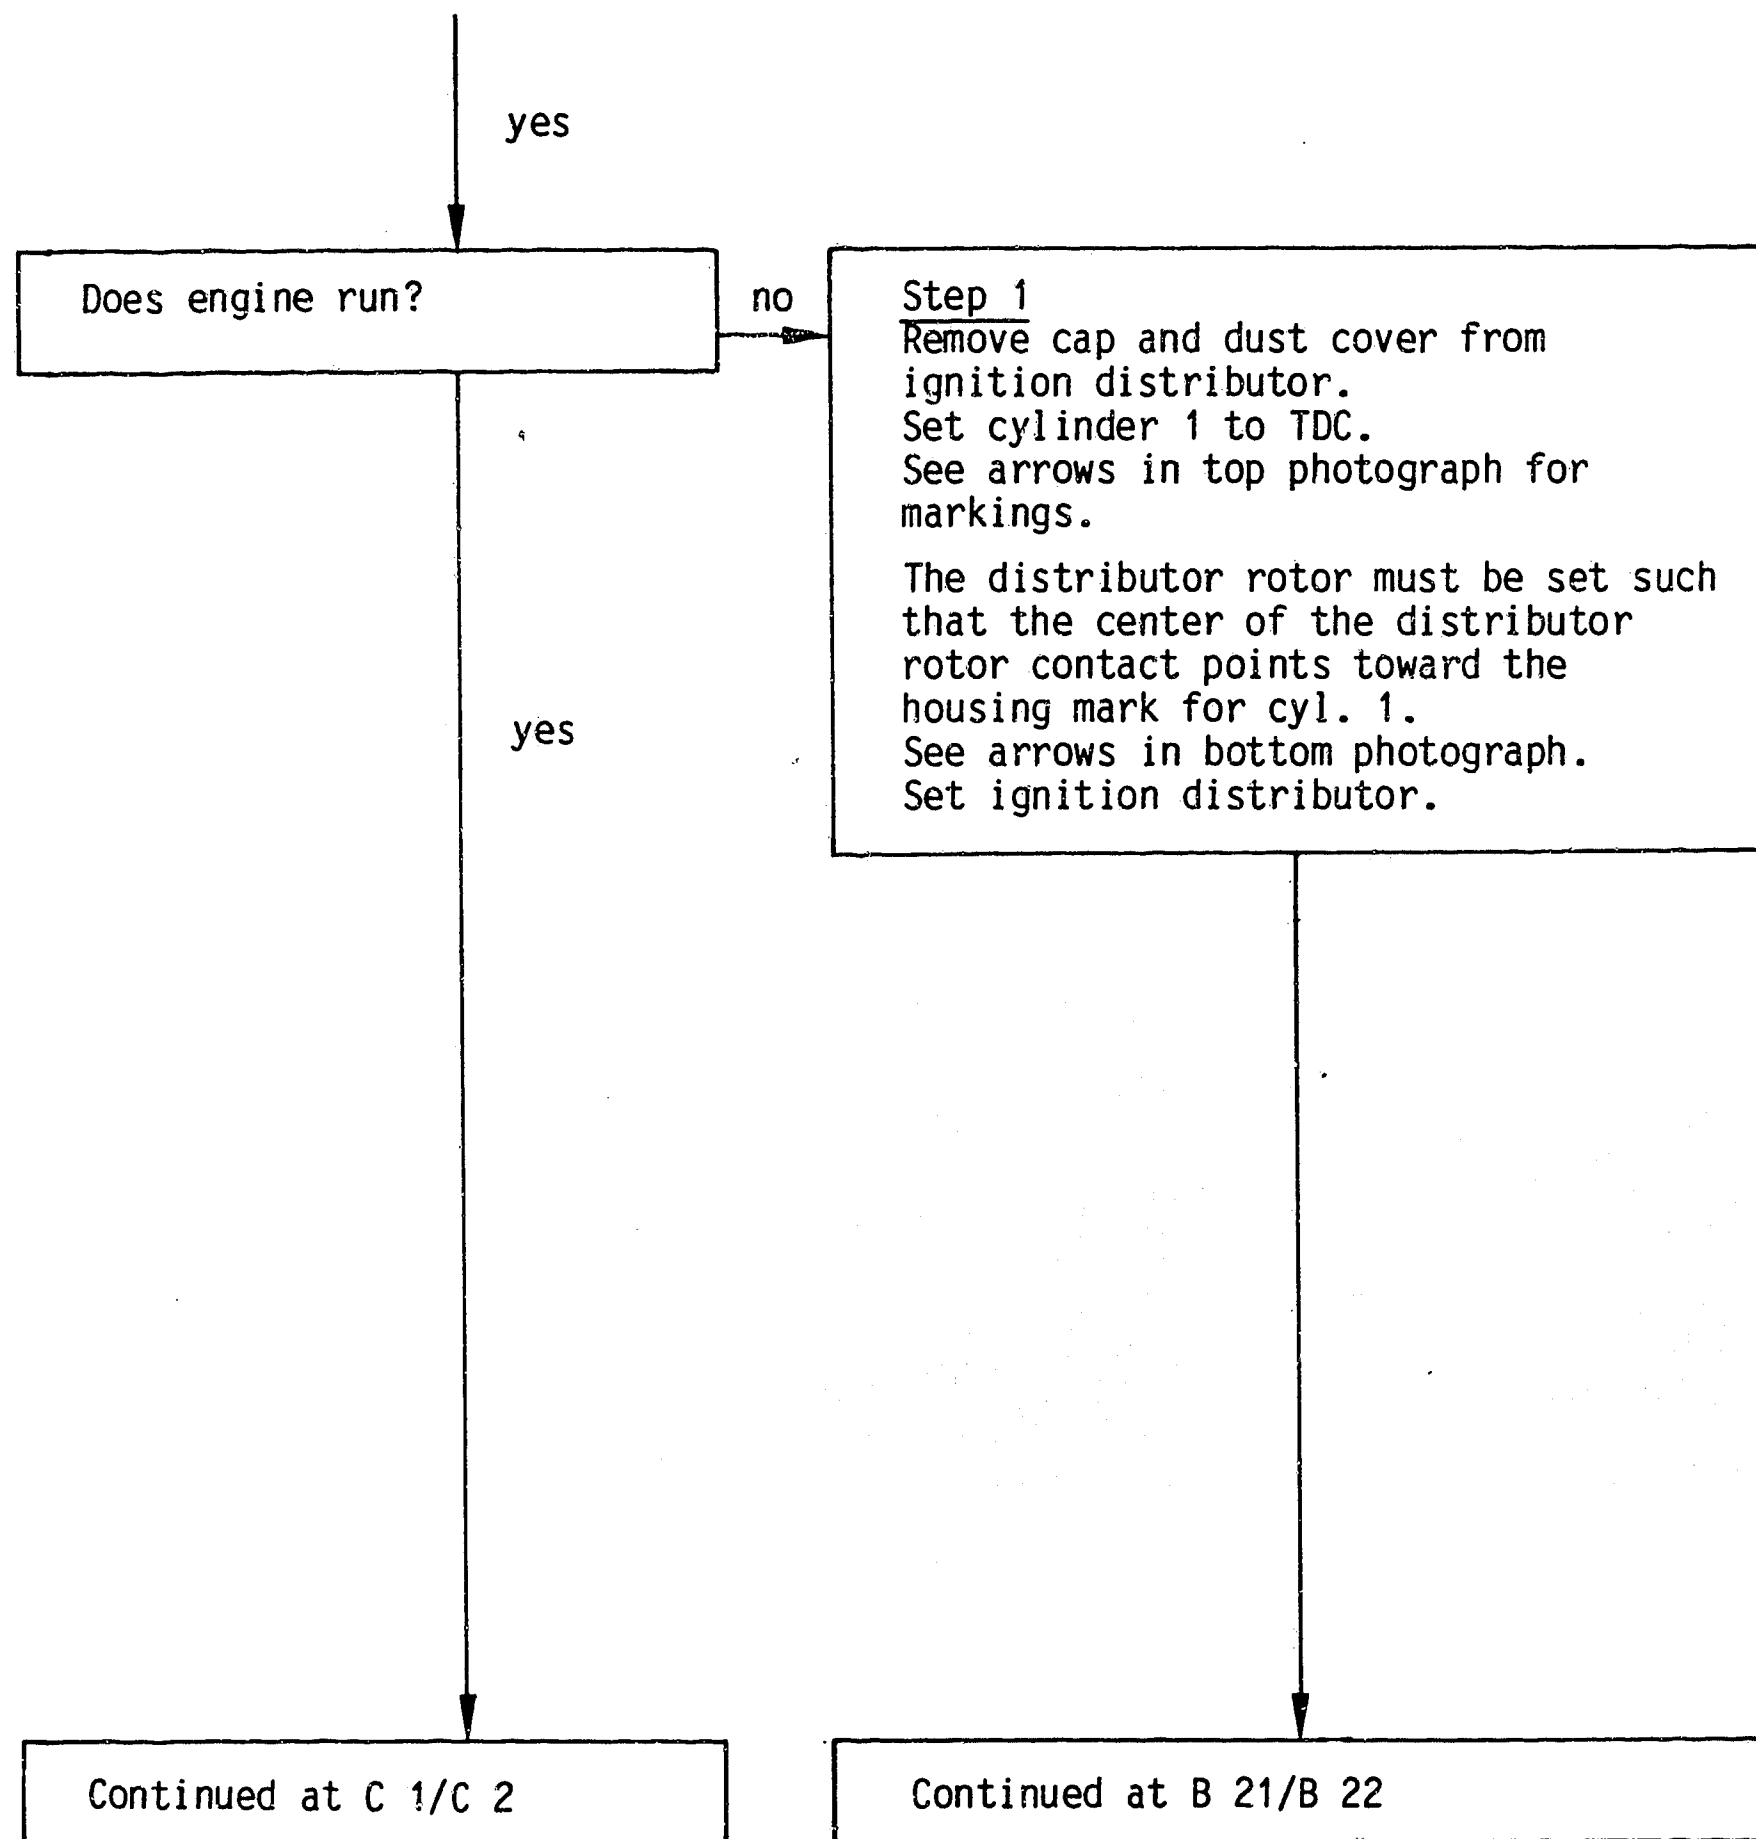 yes
Does engine run?
no
Step 1
Remove cap and dust cover from
ignition distributor.
Set cylinder 1 to TDC.
See arrows in top photograph for
markings.
The distributor rotor must be set such
that the center of the distributor
rotor contact points toward the
housing mark for cyl. 1.
See arrows in bottom photograph.
Set ignition distributor.
yes
Continued at C 1/C 2
Continued at B 21/B 22